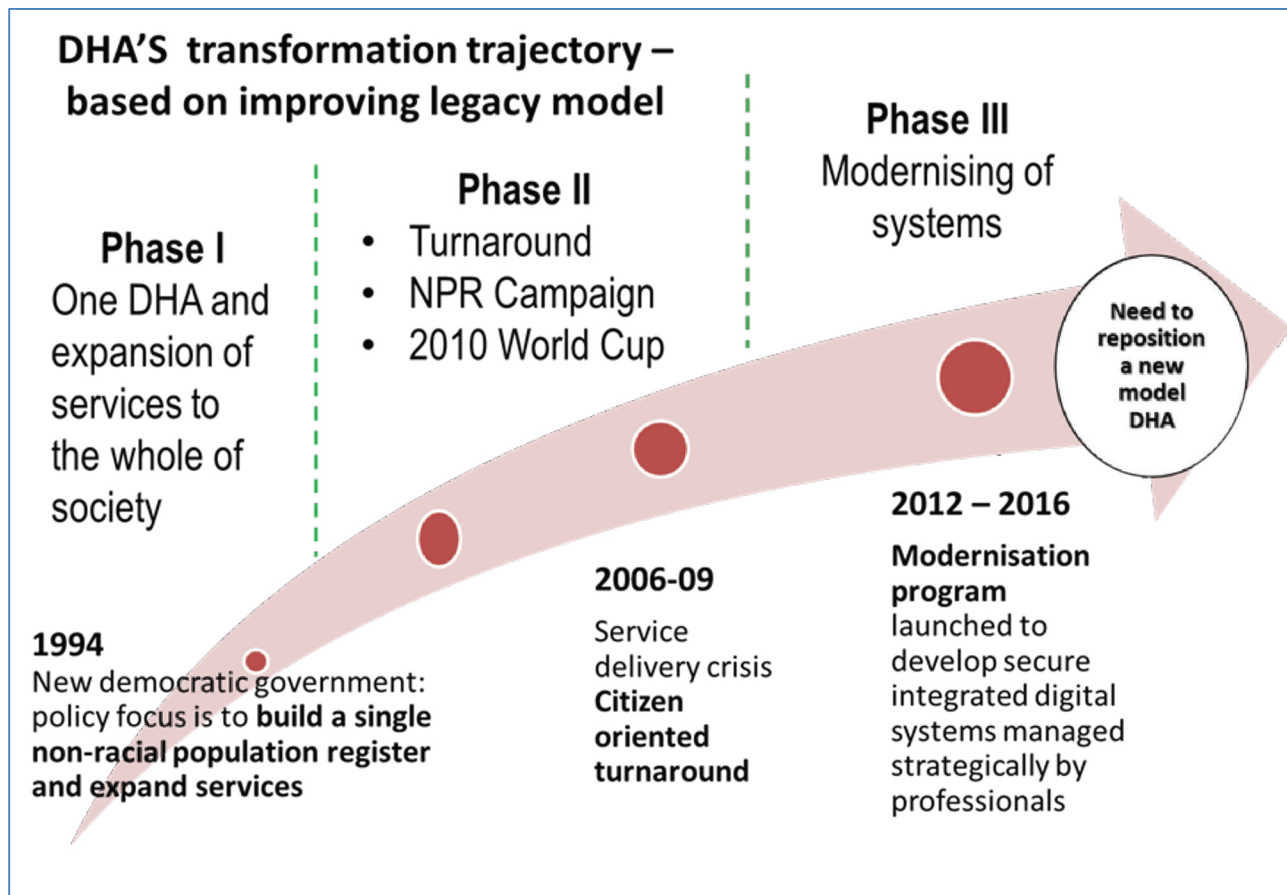 DHA'S transformation trajectory –
based on improving legacy model
Phase I
One DHA and
expansion of
services to
the whole of
society
Phase II
• Turnaround
• NPR Campaign
• 2010 World Cup
Phase III
Modernising of
systems
Need to
reposition
a new
model
DHA
1994
New democratic government:
policy focus is to build a single
non-racial population register
and expand services
2006-09
Service
delivery crisis
Citizen
oriented
turnaround
2012 – 2016
Modernisation
program
launched to
develop secure
integrated digital
systems managed
strategically by
professionals